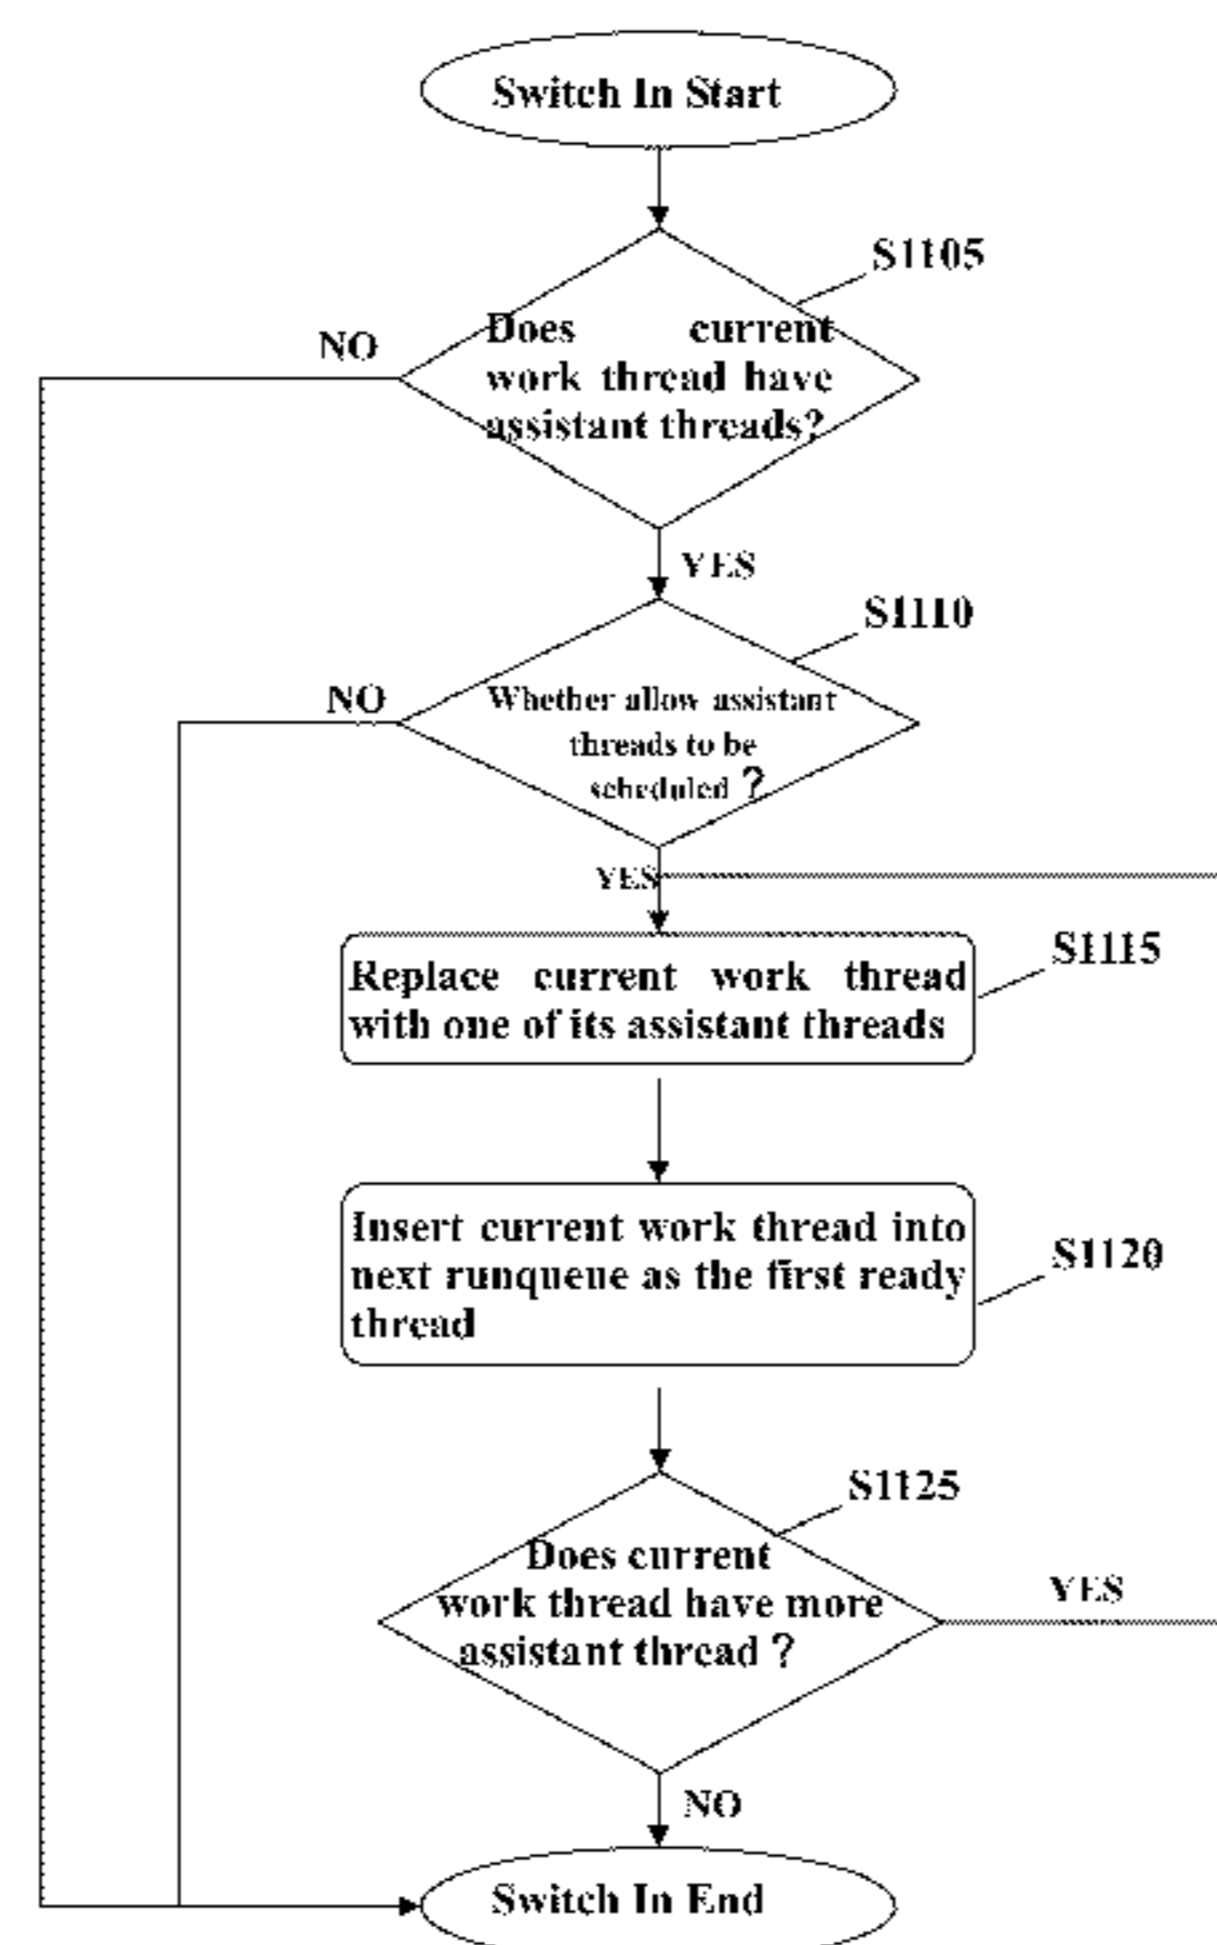 Switch In Start
S1105
NO
Does current
work thread have
assistant threads?
YES
S1110
NO
Whether allow assistant
threads to be
scheduled?
YES
S1115
Replace current work thread
with one of its assistant threads
S1120
Insert current work thread into
next runqueue as the first ready
thread
S1125
Does current
work thread have more
assistant thread?
YES
NO
Switch In End